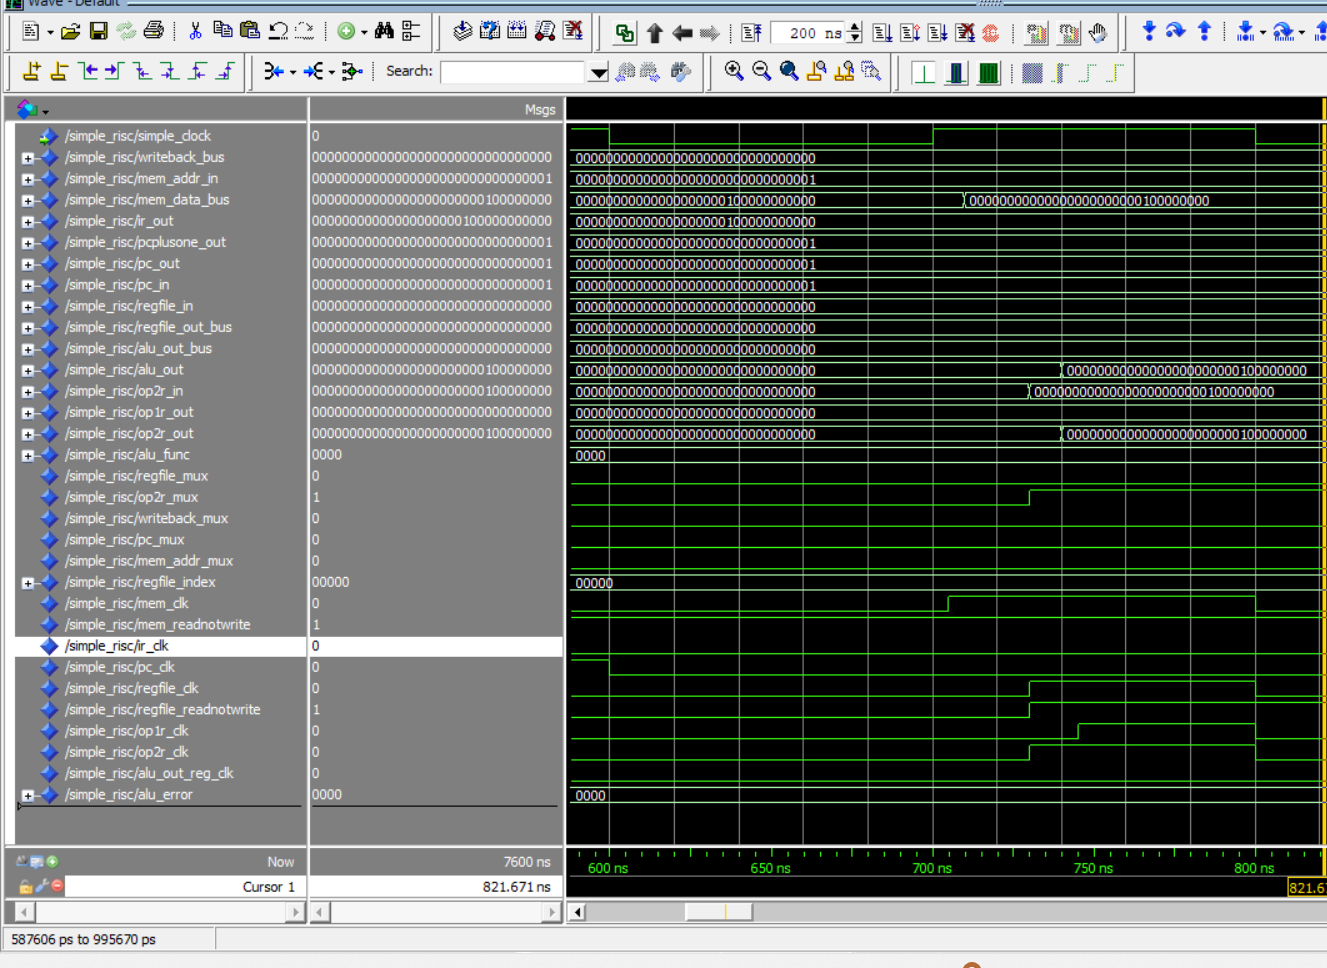 Wave - Default
200 ns
Search:
Msgs
/simple_risc/simple_clock 0
/simple_risc/writeback_bus 00000000000000000000000000000000 00000000000000000000000000000000
/simple_risc/mem_addr_in 00000000000000000000000000000001 00000000000000000000000000000001
/simple_risc/mem_data_bus 00000000000000000000000100000000 00000000000000000000100000000000 00000000000000000000000100000000
/simple_risc/ir_out 00000000000000000000100000000000 00000000000000000000100000000000
/simple_risc/pcplusone_out 00000000000000000000000000000001 00000000000000000000000000000001
/simple_risc/pc_out 00000000000000000000000000000001 00000000000000000000000000000001
/simple_risc/pc_in 00000000000000000000000000000001 00000000000000000000000000000001
/simple_risc/regfile_in 00000000000000000000000000000000 00000000000000000000000000000000
/simple_risc/regfile_out_bus 00000000000000000000000000000000 00000000000000000000000000000000
/simple_risc/alu_out_bus 00000000000000000000000000000000 00000000000000000000000000000000
/simple_risc/alu_out 00000000000000000000000100000000 00000000000000000000000000000000 00000000000000000000000100000000
/simple_risc/op2r_in 00000000000000000000000100000000 00000000000000000000000000000000 00000000000000000000000100000000
/simple_risc/op1r_out 00000000000000000000000000000000 00000000000000000000000000000000
/simple_risc/op2r_out 00000000000000000000000100000000 00000000000000000000000000000000 00000000000000000000000100000000
/simple_risc/alu_func 0000 0000
/simple_risc/regfile_mux 0
/simple_risc/op2r_mux 1
/simple_risc/writeback_mux 0
/simple_risc/pc_mux 0
/simple_risc/mem_addr_mux 0
/simple_risc/regfile_index 00000 00000
/simple_risc/mem_clk 0
/simple_risc/mem_readnotwrite 1
/simple_risc/ir_clk 0
/simple_risc/pc_clk 0
/simple_risc/regfile_clk 0
/simple_risc/regfile_readnotwrite 1
/simple_risc/op1r_clk 0
/simple_risc/op2r_clk 0
/simple_risc/alu_out_reg_clk 0
/simple_risc/alu_error 0000 0000
Now 7600 ns 600 ns 650 ns 700 ns 750 ns 800 ns
Cursor 1 821.671 ns 821.6
587606 ps to 995670 ps